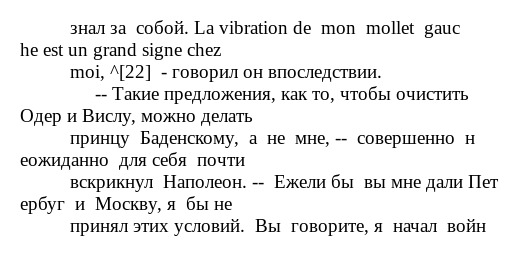 знал за собой. La vibration de mon mollet gauc
he est un grand signe chez
moi, ^[22] - говорил он впоследствии.
-- Такие предложения, как то, чтобы очистить
Одер и Вислу, можно делать
принцу Баденскому, а не мне, -- совершенно н
еожиданно для себя почти
вскрикнул Наполеон. -- Ежели бы вы мне дали Пет
ербуг и Москву, я бы не
принял этих условий. Вы говорите, я начал войн